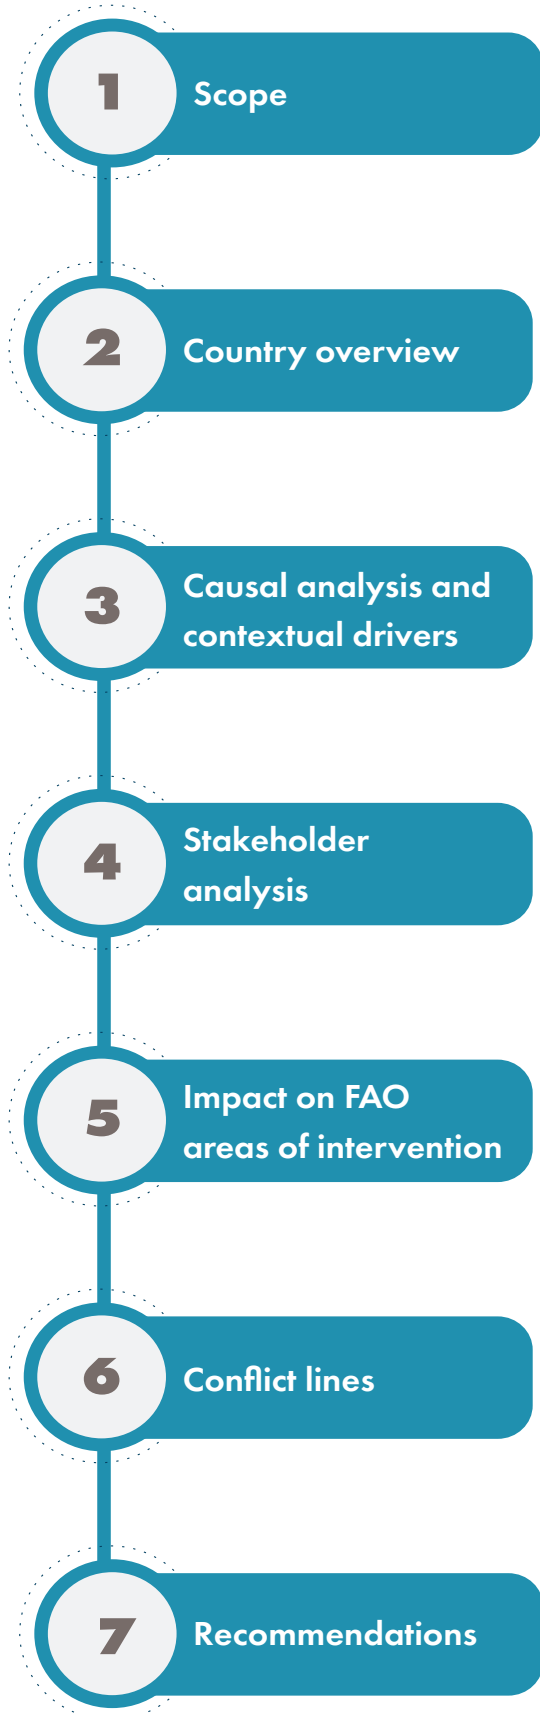 1
Scope
2
Country overview
3
Causal analysis and
contextual drivers
4
Stakeholder
analysis
5
Impact on FAO
areas of intervention
6
Conflict lines
7
Recommendations